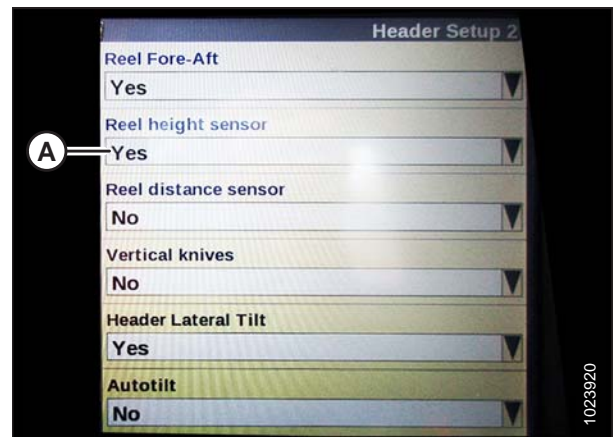 Header Setup 2
Reel Fore-Aft
Yes
Reel height sensor
A
Yes
Reel distance sensor
No
Vertical knives
No
Header Lateral Tilt
Yes
Autotilt
No
1023920